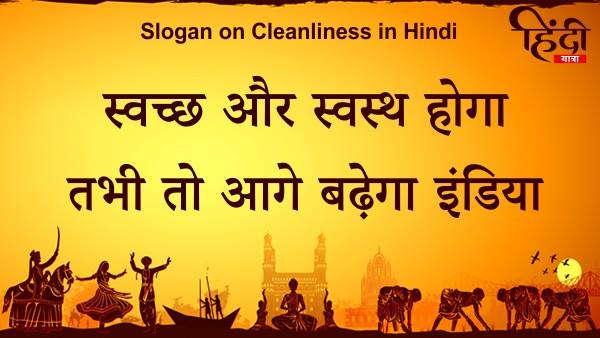 Slogan on Cleanliness in Hindi
हिंदी
यात्रा
स्वच्छ और स्वस्थ होगा
तभी तो आगे बढ़ेगा इंडिया